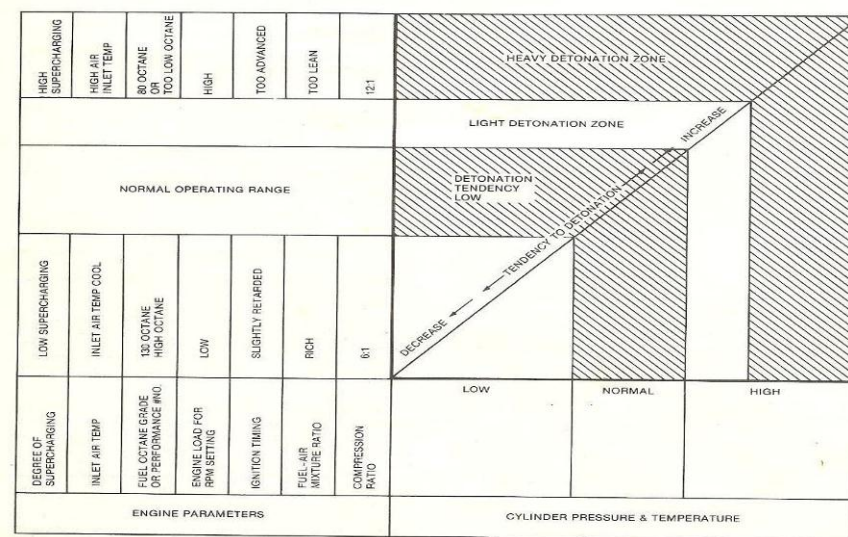 HIGH
SUPERCHARGING
HIGH AIR
INLET TEMP
80 OCTANE
OR
TOO LOW OCTANE
HIGH
TOO ADVANCED
TOO LEAN
12:1
HEAVY DETONATION ZONE
LIGHT DETONATION ZONE
INCREASE
NORMAL OPERATING RANGE
DETONATION
TENDENCY
LOW
TENDENCY TO DETONATION
DECREASE
LOW SUPERCHARGING
INLET AIR TEMP COOL
130 OCTANE
HIGH OCTANE
LOW
SLIGHTLY RETARDED
RICH
6:1
LOW
NORMAL
HIGH
DEGREE OF
SUPERCHARGING
INLET AIR TEMP
FUEL OCTANE GRADE
OR PERFORMANCE #NO.
ENGINE LOAD FOR
RPM SETTING
IGNITION TIMING
FUEL-AIR
MIXTURE RATIO
COMPRESSION
RATIO
ENGINE PARAMETERS
CYLINDER PRESSURE & TEMPERATURE